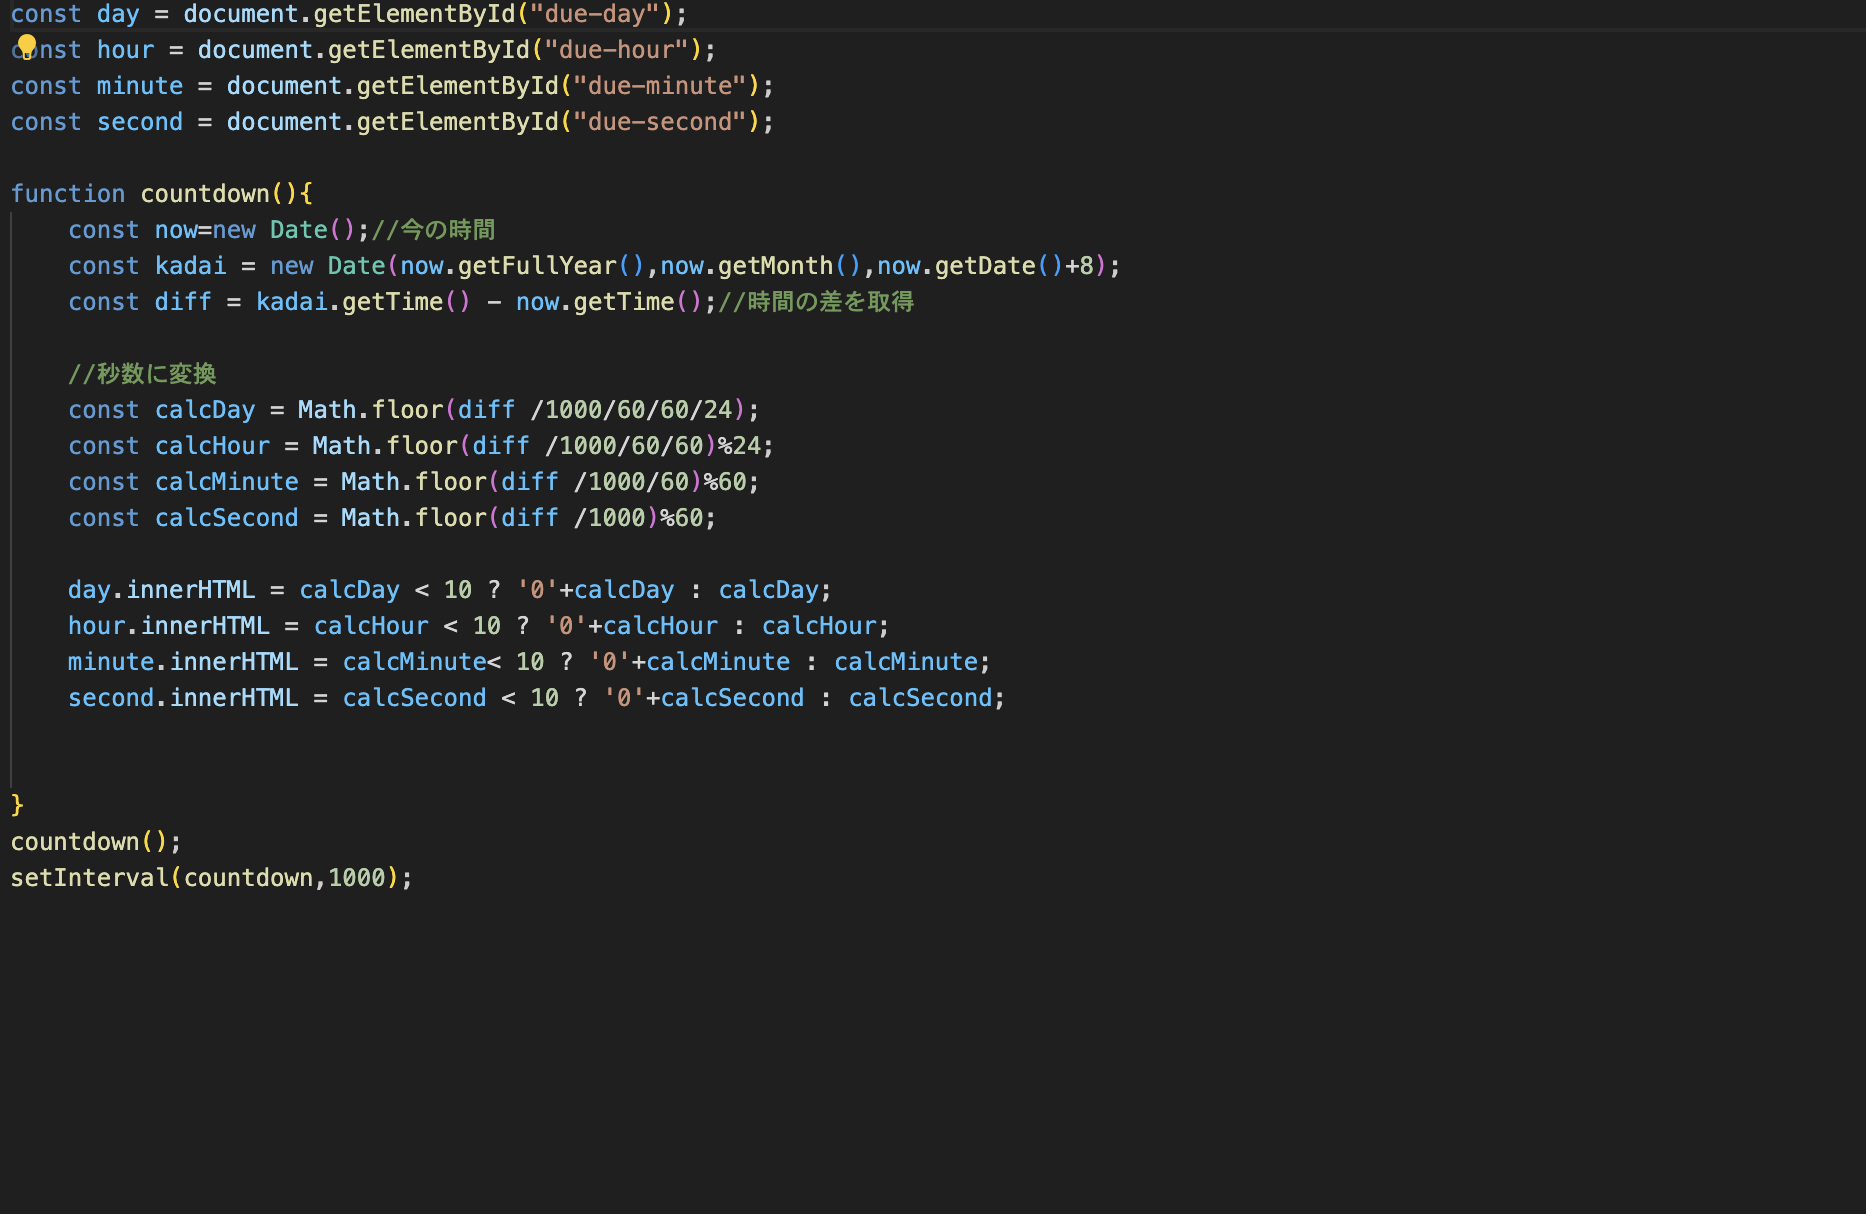 const day = document.getElementById("due-day");
const hour = document.getElementById("due-hour");
const minute = document.getElementById("due-minute");
const second = document.getElementById("due-second");
function countdown(){
    const now=new Date();//今の時間
    const kadai = new Date(now.getFullYear(),now.getMonth(),now.getDate()+8);
    const diff = kadai.getTime() - now.getTime();//時間の差を取得
    //秒数に変換
    const calcDay = Math.floor(diff /1000/60/60/24);
    const calcHour = Math.floor(diff /1000/60/60)%24;
    const calcMinute = Math.floor(diff /1000/60)%60;
    const calcSecond = Math.floor(diff /1000)%60;
    day.innerHTML = calcDay < 10 ? '0'+calcDay : calcDay;
    hour.innerHTML = calcHour < 10 ? '0'+calcHour : calcHour;
    minute.innerHTML = calcMinute< 10 ? '0'+calcMinute : calcMinute;
    second.innerHTML = calcSecond < 10 ? '0'+calcSecond : calcSecond;
}
countdown();
setInterval(countdown,1000);